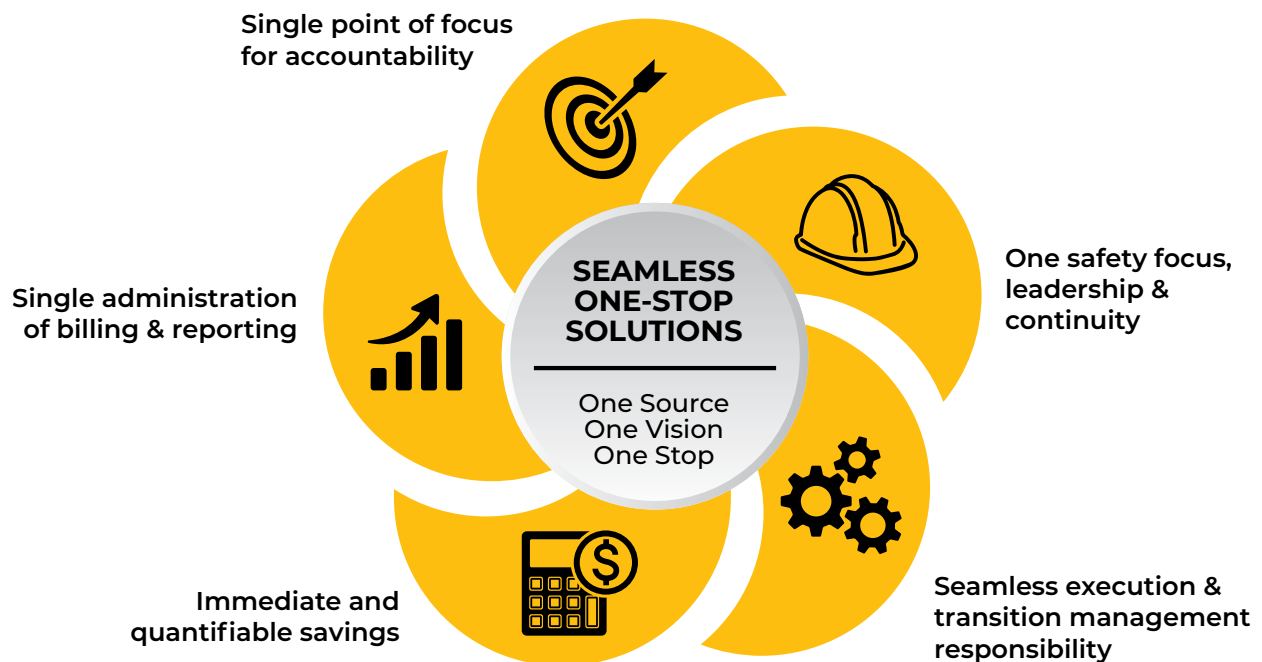 Single point of focus
for accountability
One safety focus,
leadership &
continuity
Seamless execution &
transition management
responsibility
Immediate and
quantifiable savings
Single administration
of billing & reporting
SEAMLESS
ONE-STOP
SOLUTIONS
One Source
One Vision
One Stop
$